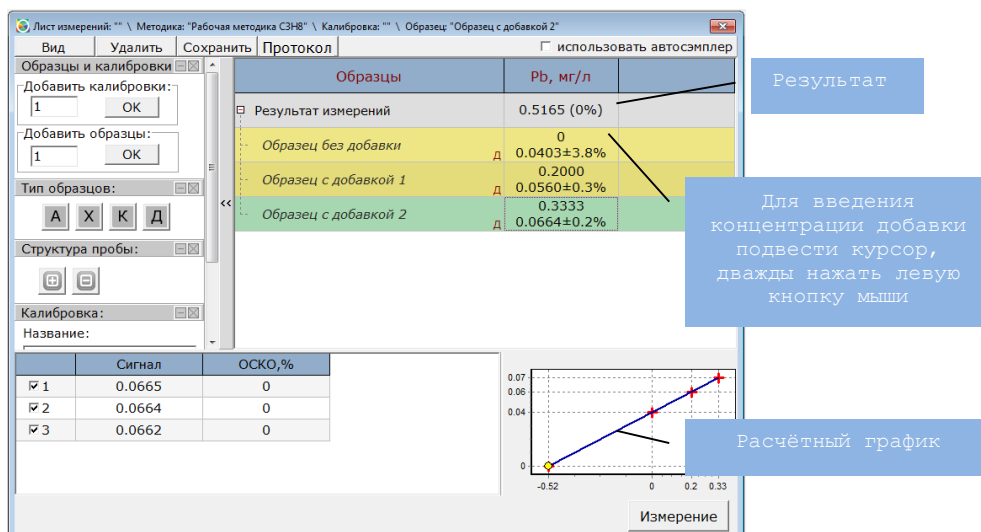 Лист измерений: "" \ Методика: "Рабочая методика С3Н8" \ Калибровка: "" \ Образец: "Образец с добавкой 2"
Вид Удалить Сохранить Протокол использовать автосэмплер
Образцы и калибровки
Добавить калибровки:
1 OK
Добавить образцы:
1 OK
Тип образцов:
А Х К Д
Структура пробы:
Калибровка:
Название:
<<
Образцы Pb, мг/л
Результат измерений 0.5165 (0%)
Образец без добавки Д 0
0.0403±3.8%
Образец с добавкой 1 Д 0.2000
0.0560±0.3%
Образец с добавкой 2 Д 0.3333
0.0664±0.2%
Результат
Для введения
концентрации добавки
подвести курсор,
дважды нажать левую
кнопку мыши
Сигнал ОСКО,%
1 0.0665 0
2 0.0664 0
3 0.0662 0
0.07
0.06
0.04
0
-0.52 0 0.2 0.33
Расчётный график
Измерение